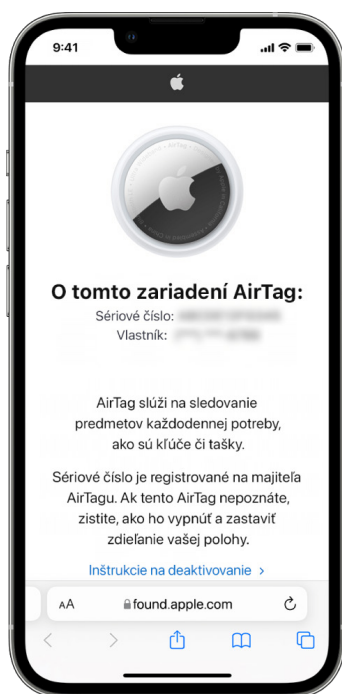 9:41
O tomto zariadení AirTag:
Sériové číslo:
Vlastník:
AirTag slúži na sledovanie
predmetov každodennej potreby,
ako sú kľúče či tašky.
Sériové číslo je registrované na majiteľa
AirTagu. Ak tento AirTag nepoznáte,
zistite, ako ho vypnúť a zastaviť
zdieľanie vašej polohy.
Inštrukcie na deaktivovanie >
AA
found.apple.com